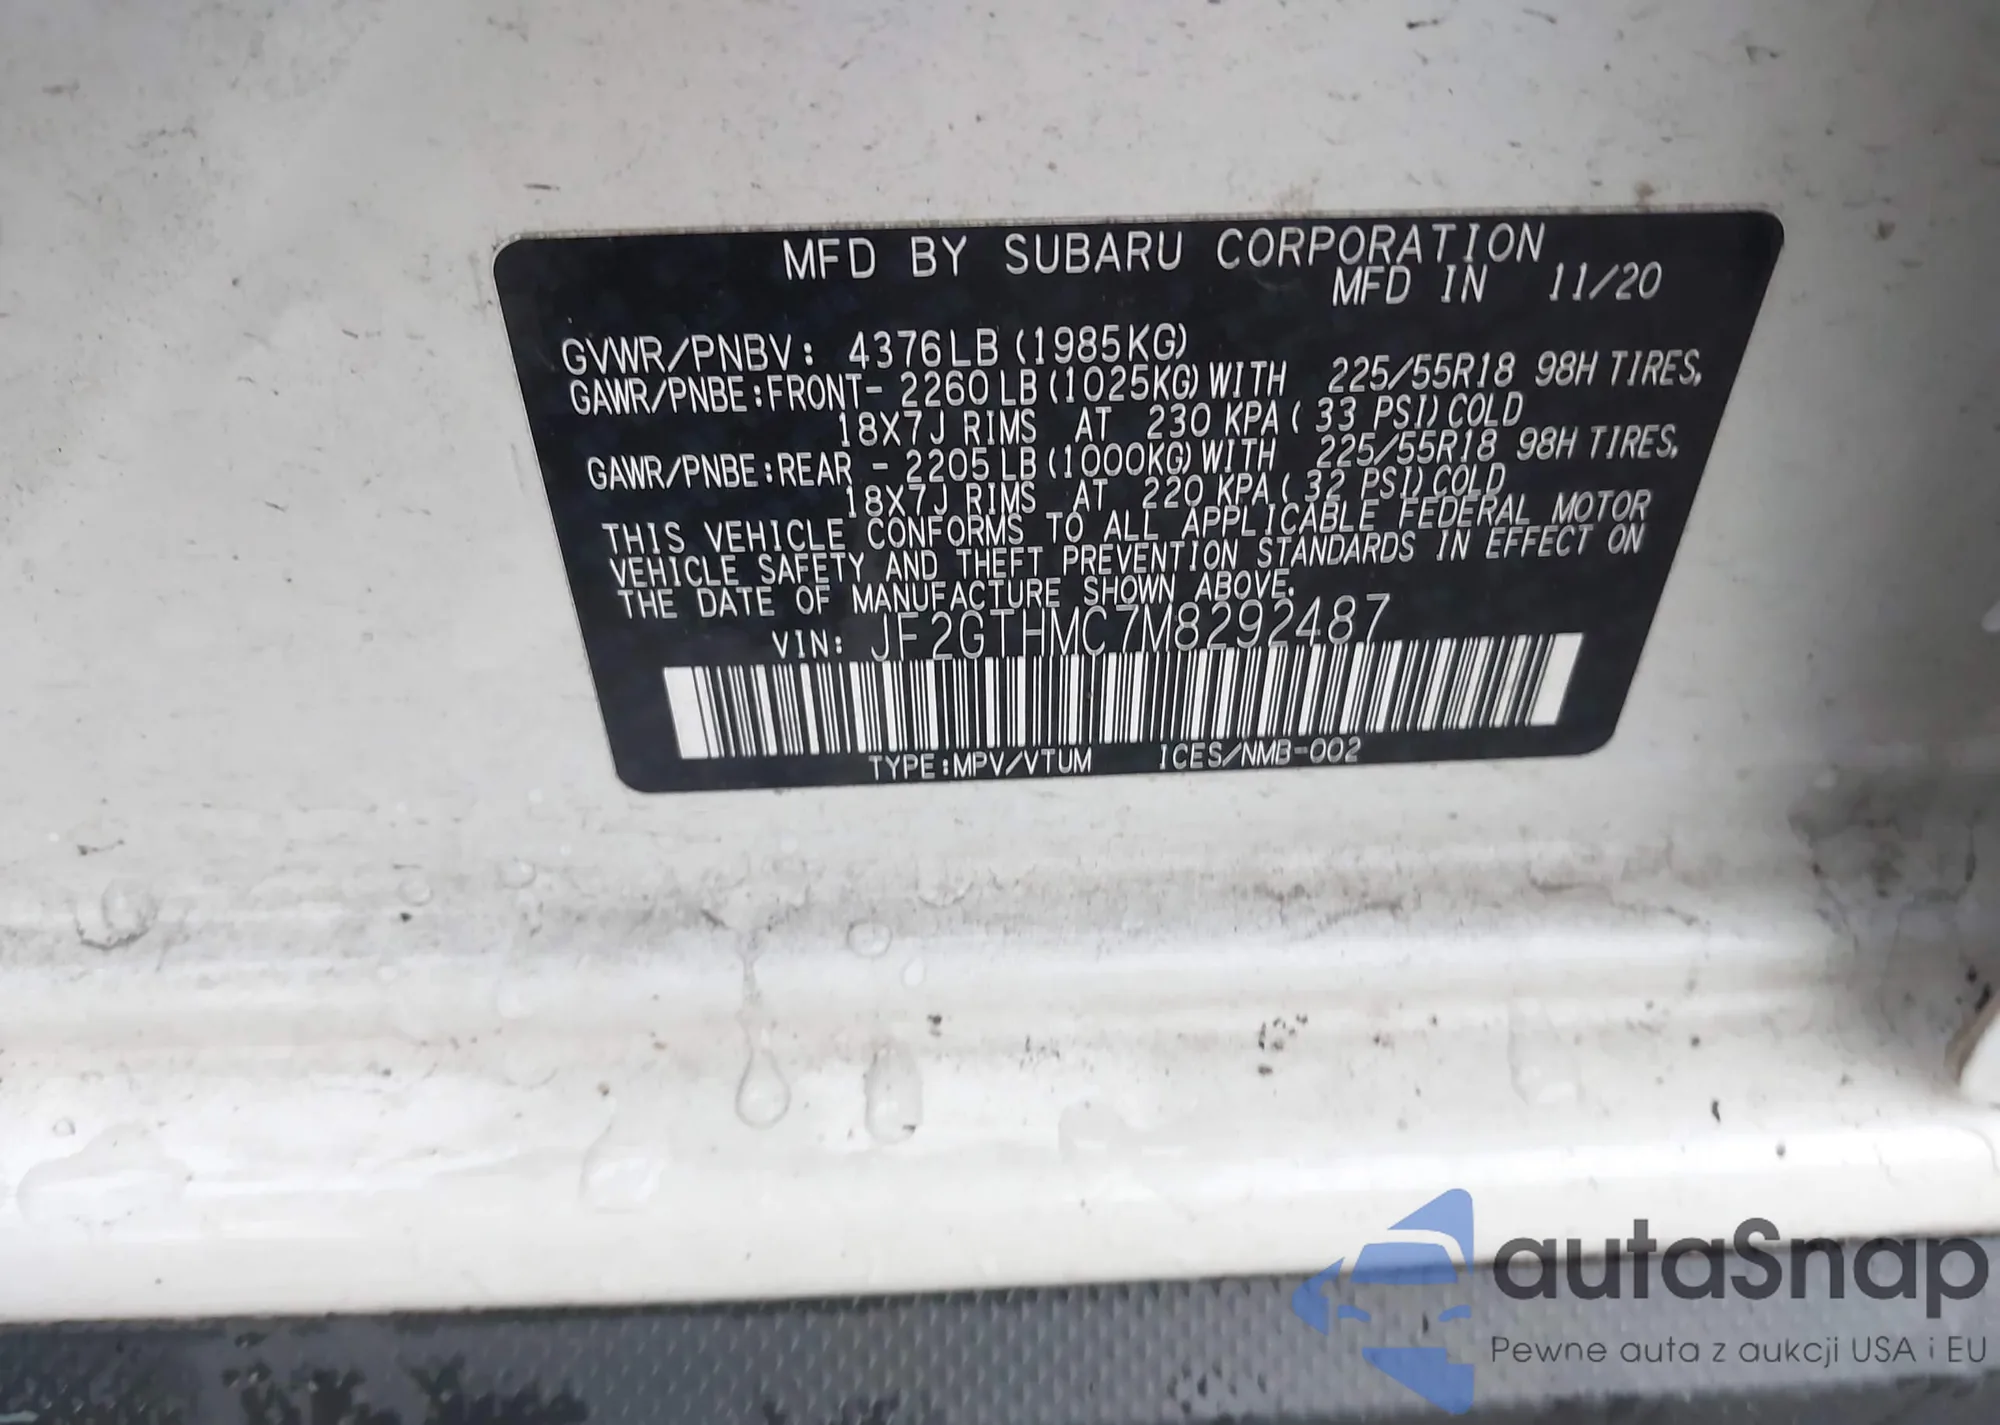 MFD BY SUBARU CORPORATION
MFD IN 11/20
GVWR/PNBV: 4376LB (1985KG)
GAWR/PNBE:FRONT- 2260 LB (1025KG) WITH 225/55R18 98H TIRES,
18X7J RIMS AT 230 KPA ( 33 PSI) COLD
GAWR/PNBE:REAR - 2205 LB (1000KG) WITH 225/55R18 98H TIRES,
18X7J RIMS AT 220 KPA ( 32 PSI) COLD
THIS VEHICLE CONFORMS TO ALL APPLICABLE FEDERAL MOTOR
VEHICLE SAFETY AND THEFT PREVENTION STANDARDS IN EFFECT ON
THE DATE OF MANUFACTURE SHOWN ABOVE.
VIN: JF2GTHMC7M8292487
TYPE:MPV/VTUM ICES/NMB-002
autaSnap
Pewne auta z aukcji USA i EU